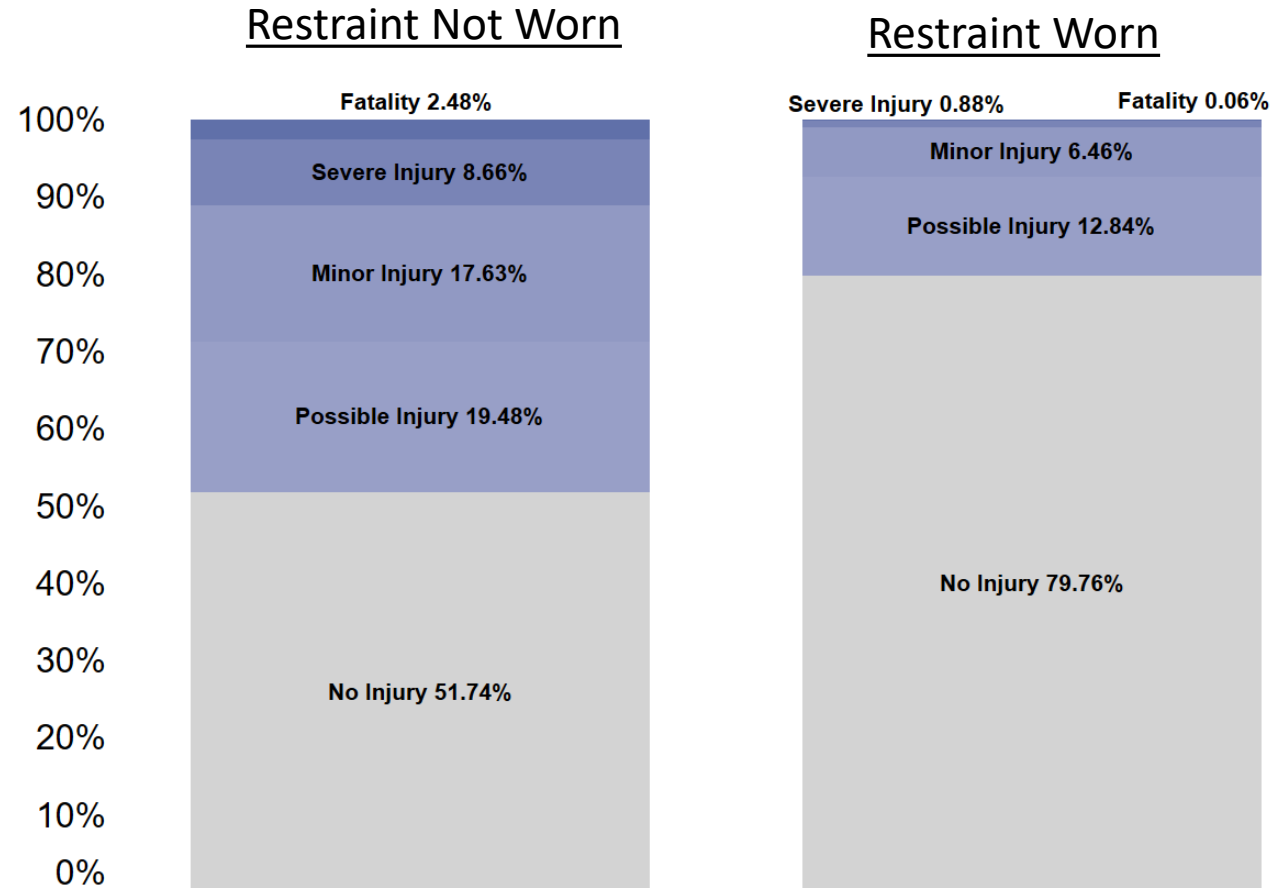 Restraint Not Worn
Restraint Worn
Fatality 2.48%
Severe Injury 0.88%
Fatality 0.06%
100%
Minor Injury 6.46%
Severe Injury 8.66%
90%
Possible Injury 12.84%
80%
Minor Injury 17.63%
70%
Possible Injury 19.48%
60%
50%
40%
No Injury 79.76%
30%
No Injury 51.74%
20%
10%
0%